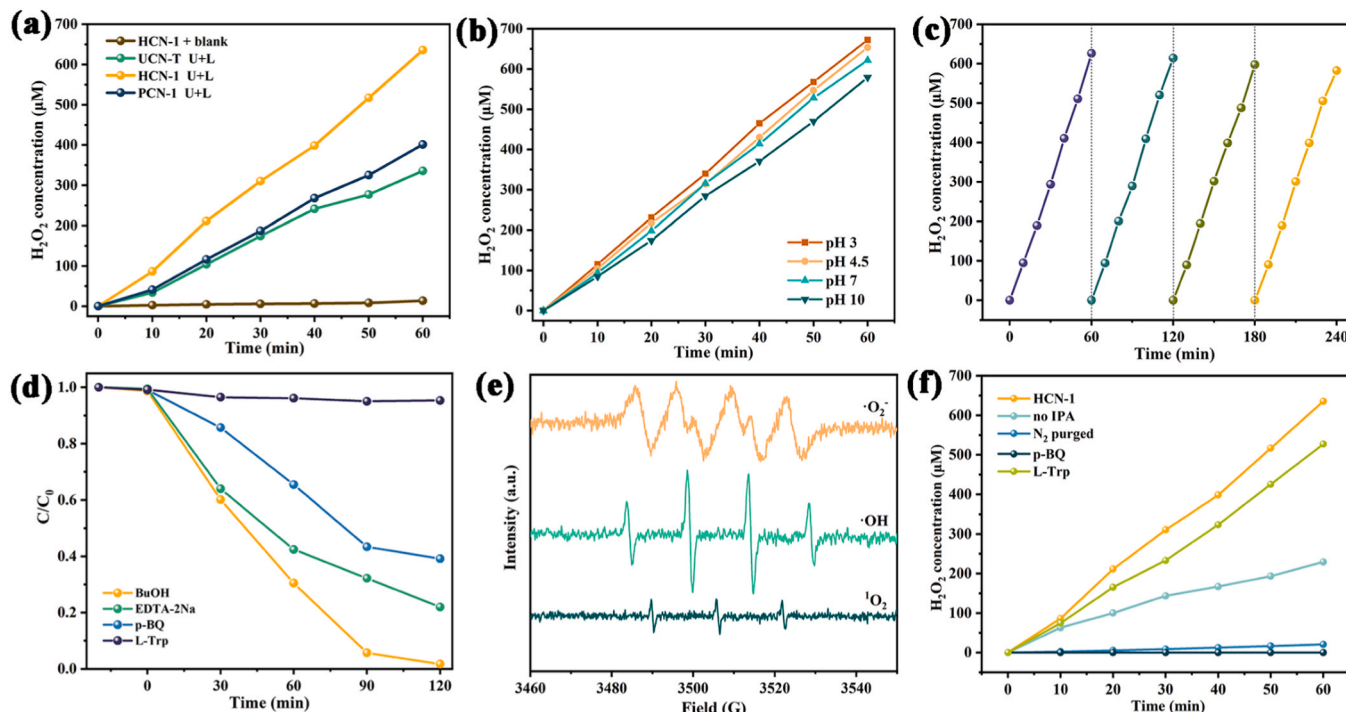 (a)
700
600
500
400
300
200
100
0
H₂O₂ concentration (μM)
HCN-1 + blank
UCN-T U+L
HCN-1 U+L
PCN-1 U+L
0 10 20 30 40 50 60
Time (min)
(b)
700
600
500
400
300
200
100
0
H₂O₂ concentration (μM)
pH 3
pH 4.5
pH 7
pH 10
0 10 20 30 40 50 60
Time (min)
(c)
700
600
500
400
300
200
100
0
H₂O₂ concentration (μM)
0 60 120 180 240
Time (min)
(d)
1.0
0.8
0.6
0.4
0.2
0.0
C/C₀
BuOH
EDTA-2Na
p-BQ
L-Trp
0 30 60 90 120
Time (min)
(e)
Intensity (a.u.)
·O₂⁻
·OH
¹O₂
3460 3480 3500 3520 3540
Field (G)
(f)
700
600
500
400
300
200
100
0
H₂O₂ concentration (μM)
HCN-1
no IPA
N₂ purged
p-BQ
L-Trp
0 10 20 30 40 50 60
Time (min)